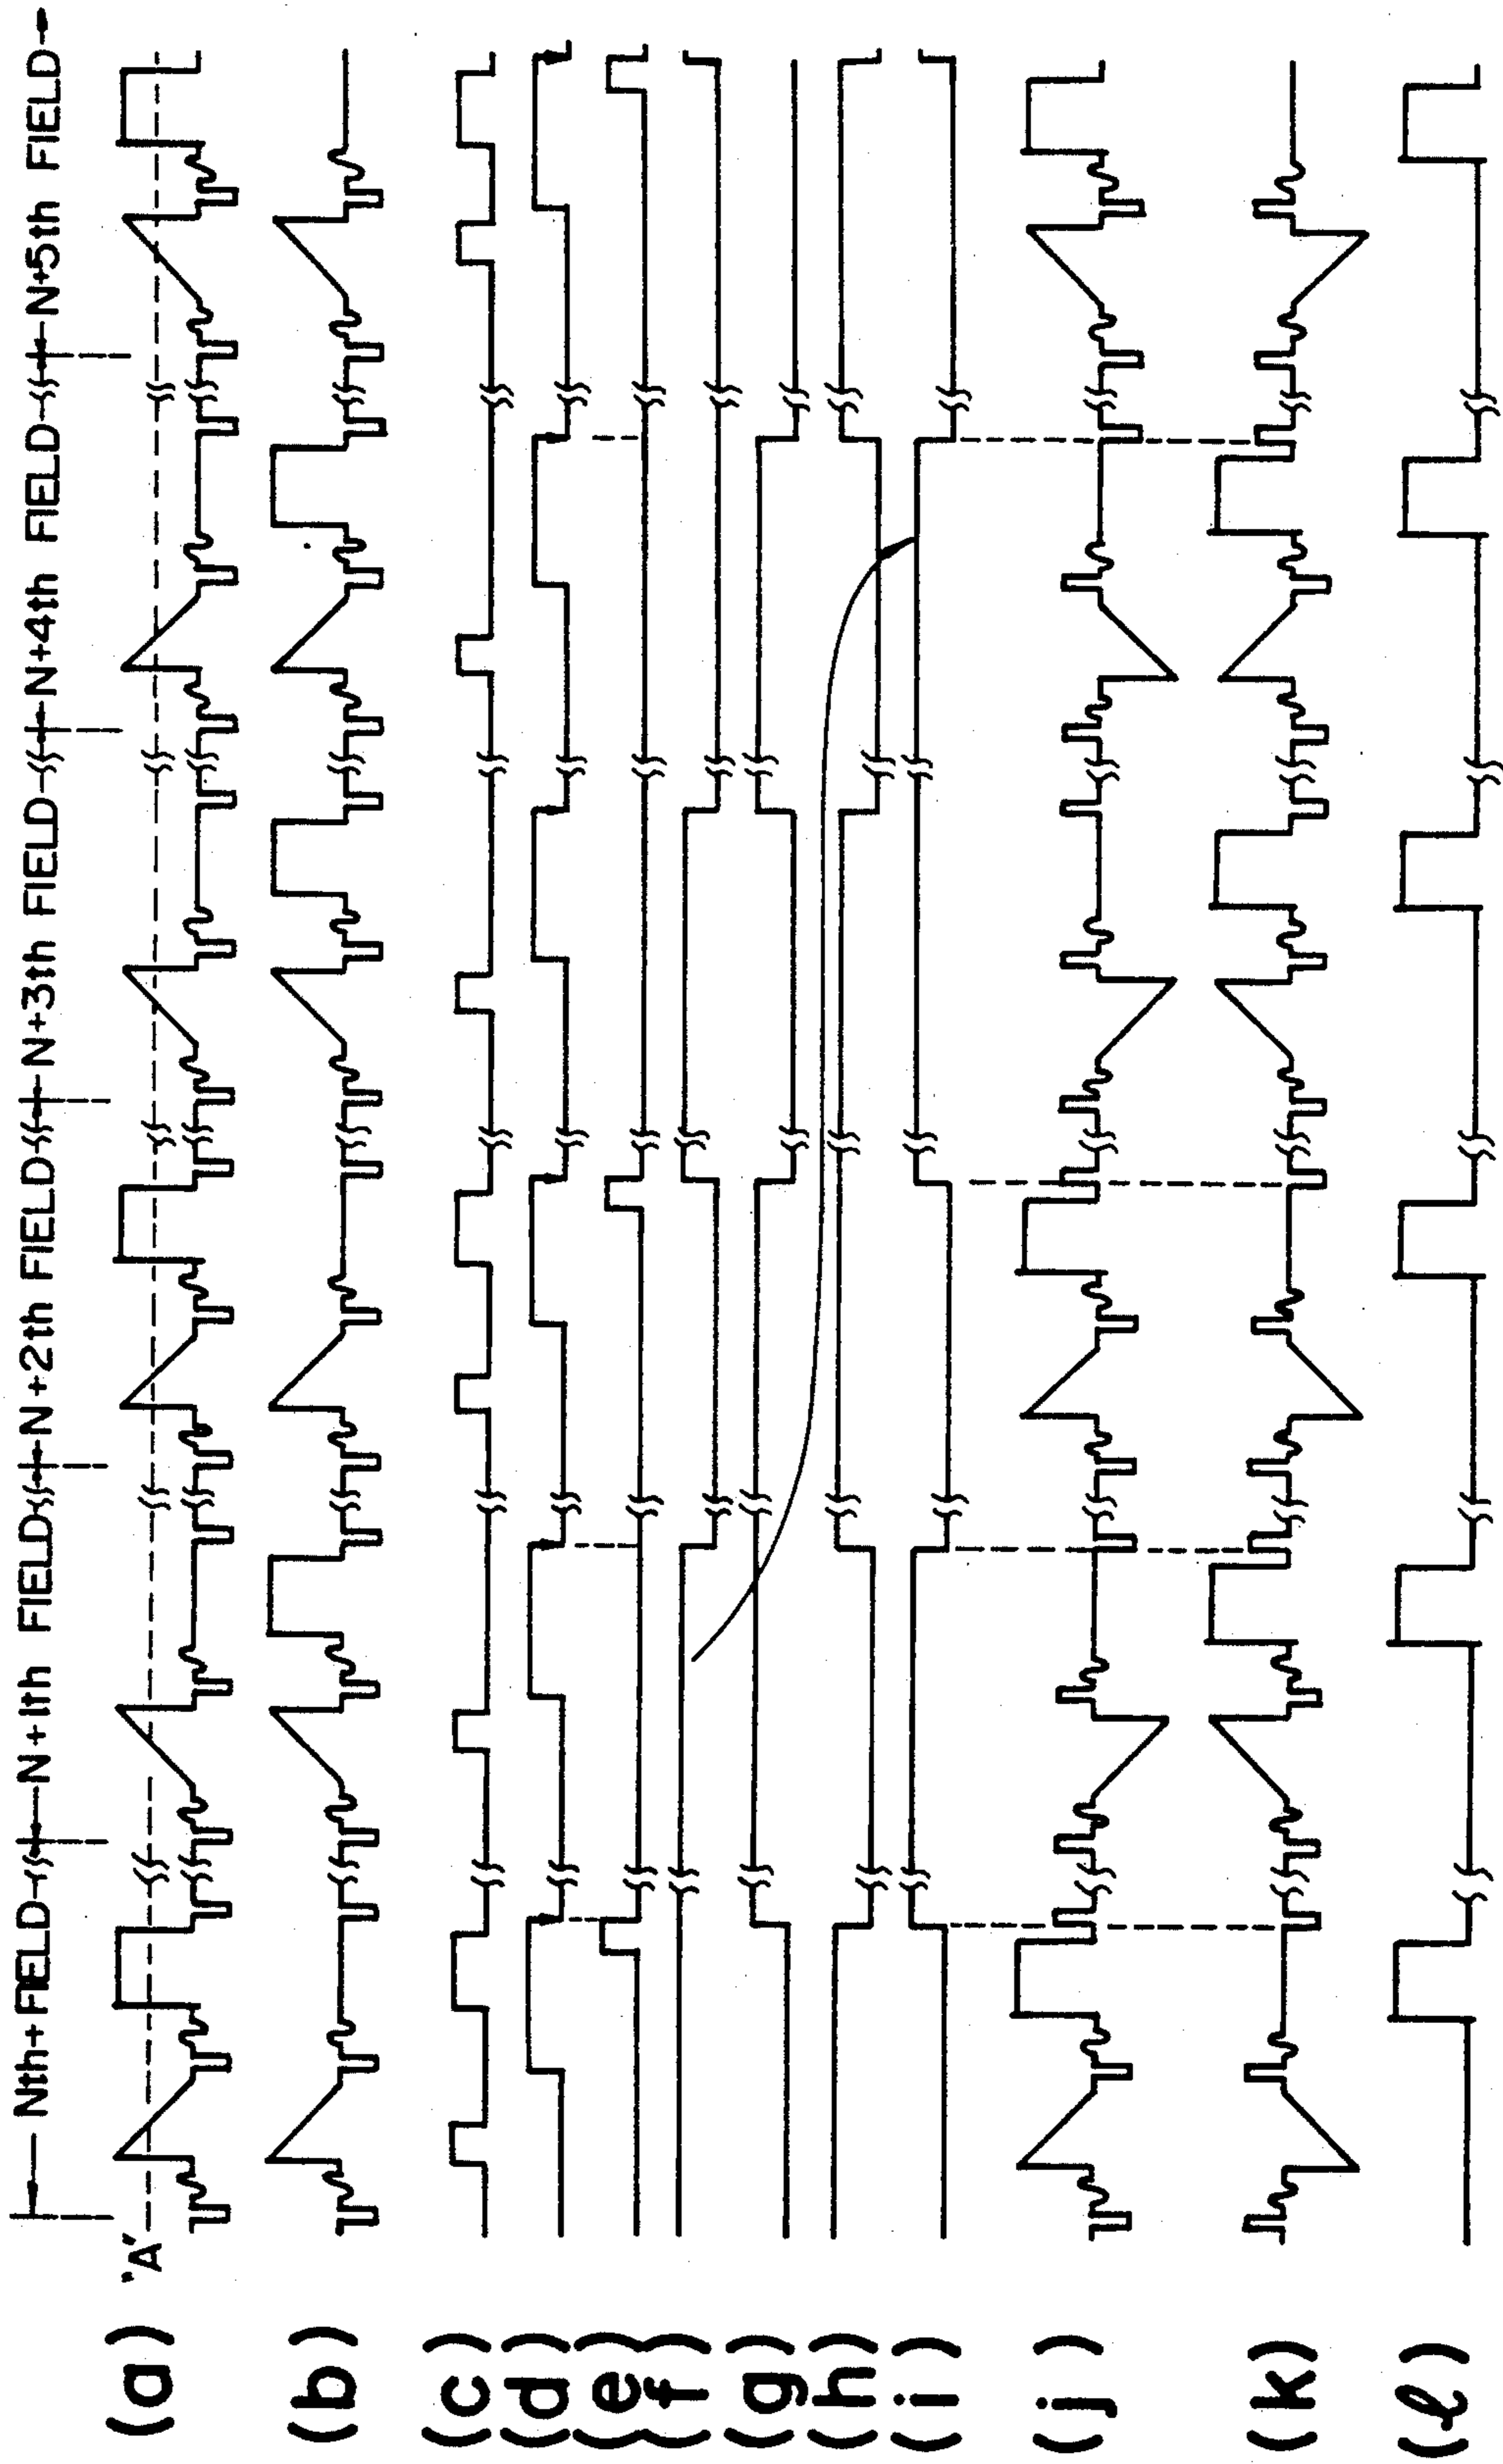 Nth+FIELD
N+1th FIELD
N+2th FIELD
N+3th FIELD
N+4th FIELD
N+5th FIELD
"A"
(a)
(b)
(c)
(d)
(e)
(f)
(g)
(h)
(i)
(j)
(k)
(ℓ)